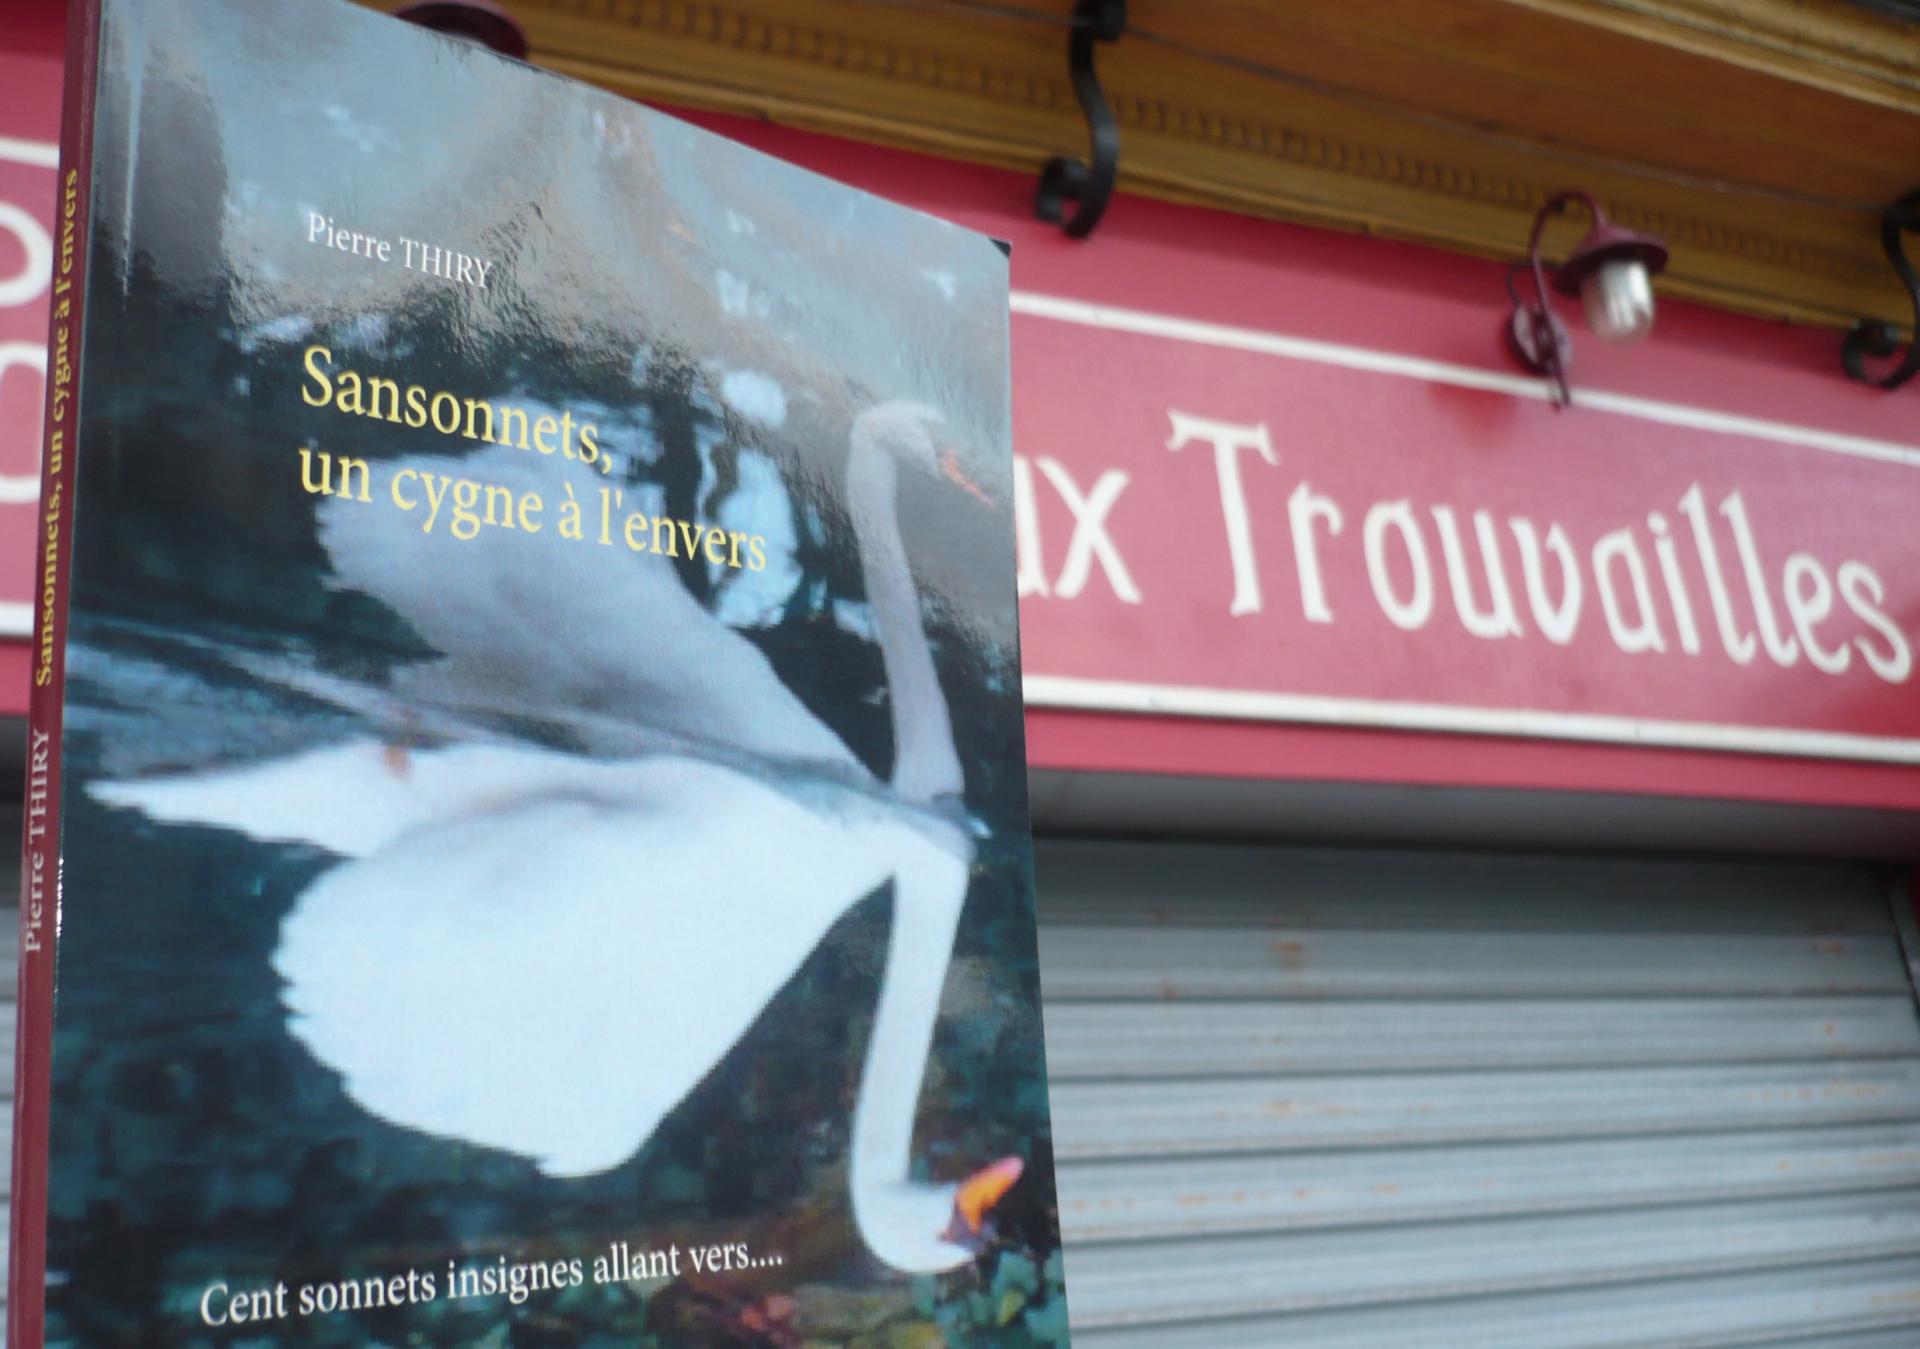 Pierre THIRY
Sansonnets,
un cygne à l'envers
Cent sonnets insignes allant vers....
Pierre THIRY Sansonnets, un cygne à l'envers
ux Trouvailles